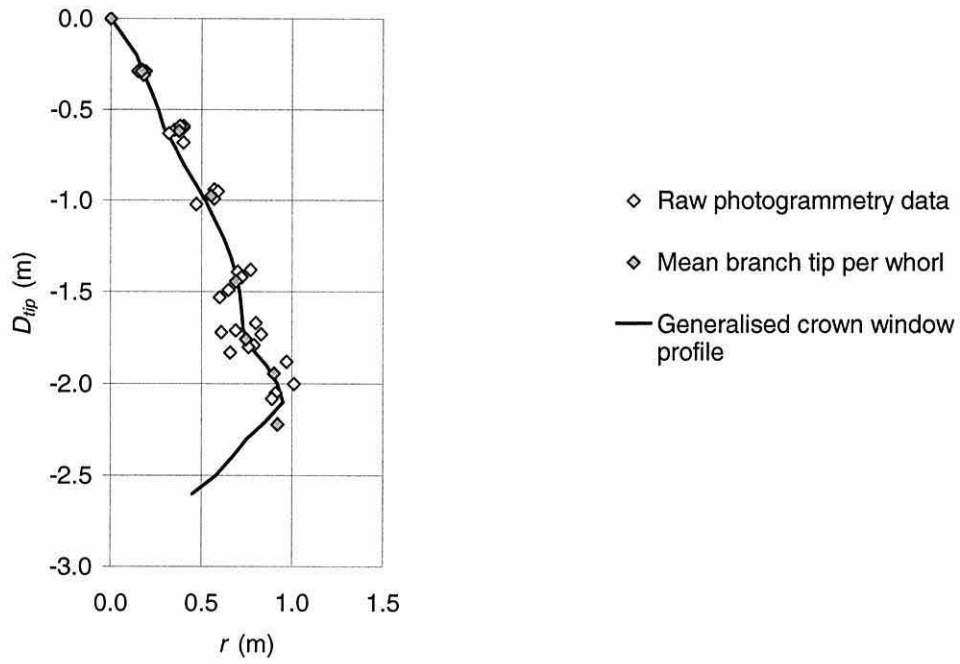 0.0
-0.5
-1.0
-1.5
-2.0
-2.5
-3.0
D_tip (m)
0.0 0.5 1.0 1.5
r (m)
Raw photogrammetry data
Mean branch tip per whorl
Generalised crown window
profile